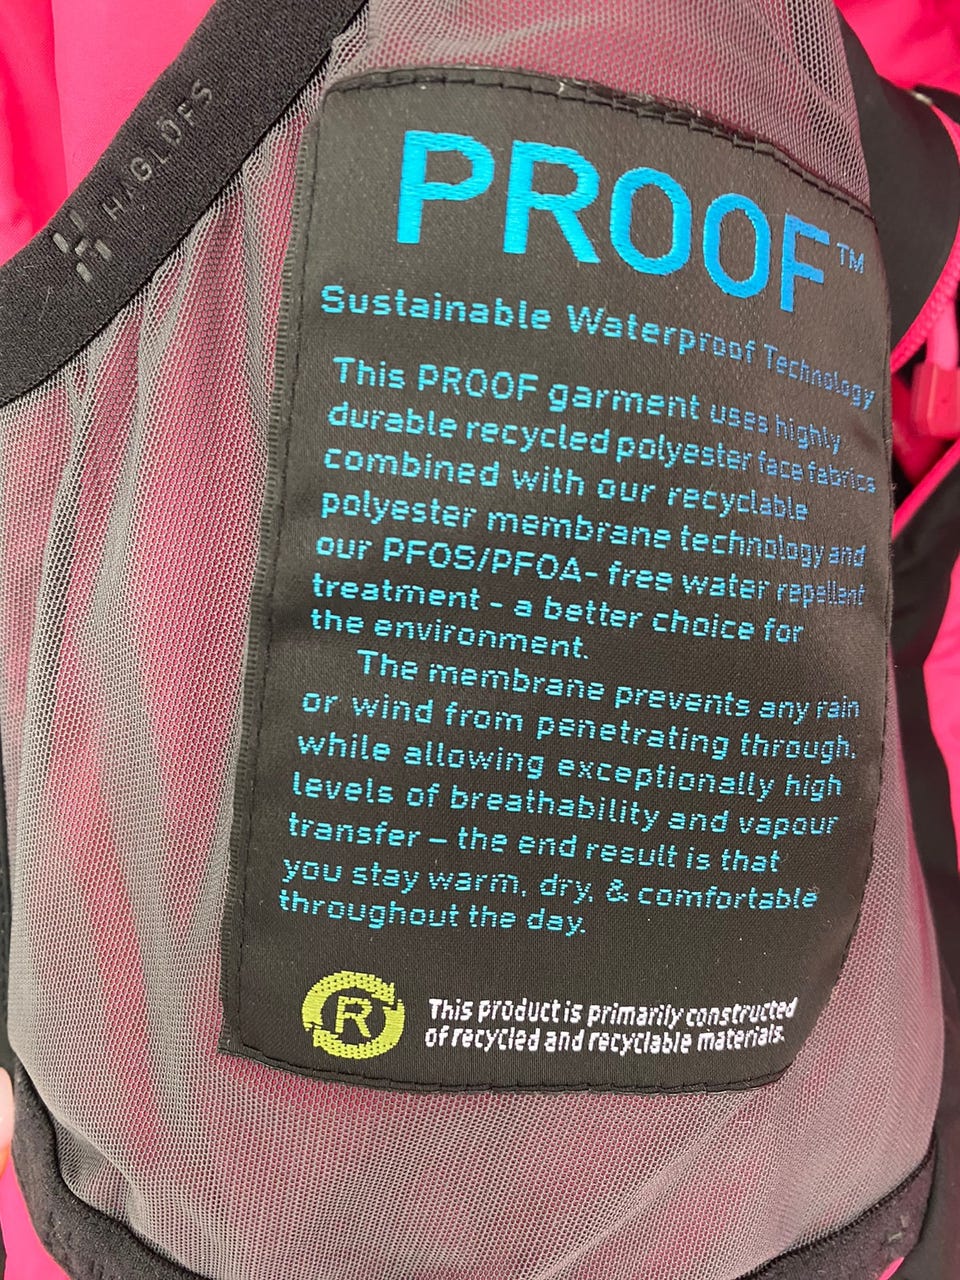 HAGLÖFS
PROOF™
Sustainable Waterproof Technology
This PROOF garment uses highly
durable recycled polyester face fabrics
combined with our recyclable
polyester membrane technology and
our PFOS/PFOA- free water repellent
treatment - a better choice for
the environment.
The membrane prevents any rain
or wind from penetrating through,
while allowing exceptionally high
levels of breathability and vapour
transfer – the end result is that
you stay warm, dry, & comfortable
throughout the day.
R
This product is primarily constructed
of recycled and recyclable materials.